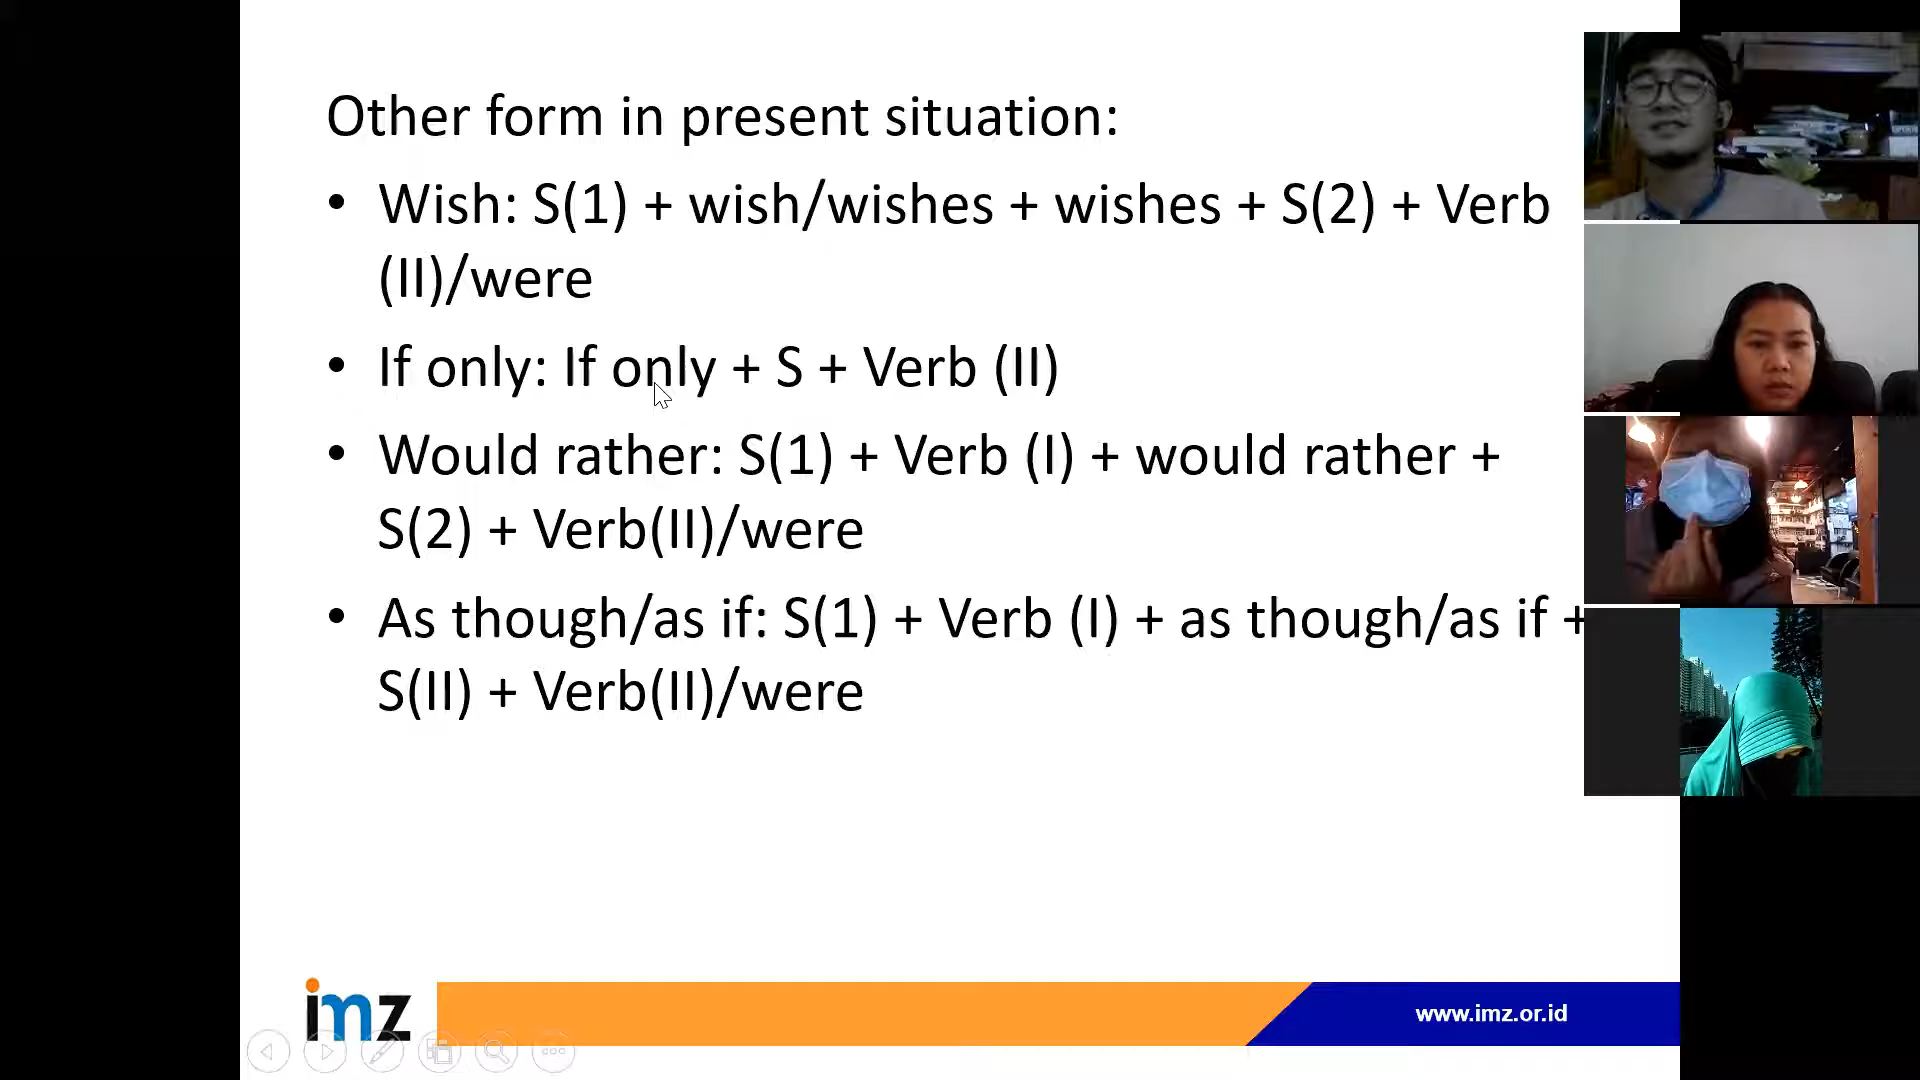 Other form in present situation:
• Wish: S(1) + wish/wishes + wishes + S(2) + Verb
(II)/were
• If only: If only + S + Verb (II)
• Would rather: S(1) + Verb (I) + would rather +
S(2) + Verb(II)/were
• As though/as if: S(1) + Verb (I) + as though/as if +
S(II) + Verb(II)/were
imz
www.imz.or.id